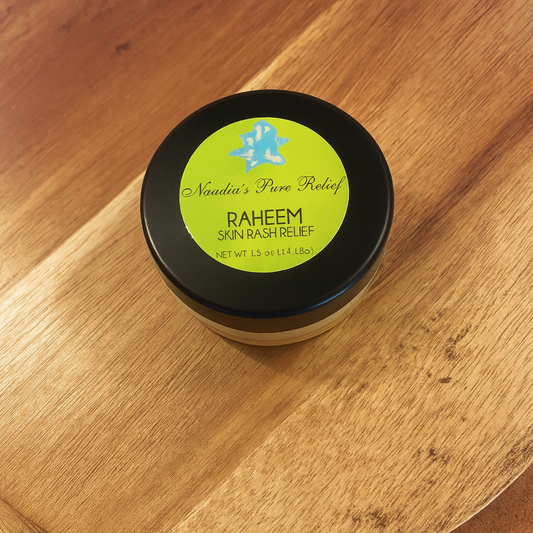 Naadia's Pure Relief
RAHEEM
SKIN RASH RELIEF
NET WT 1.5 oz